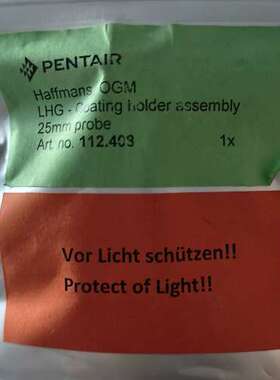 PENTAIR
Haffmans OGM
LHG - Coating holder assembly
25mm probe
Art. no. 112.403 1x
Vor Licht schützen!!
Protect of Light!!